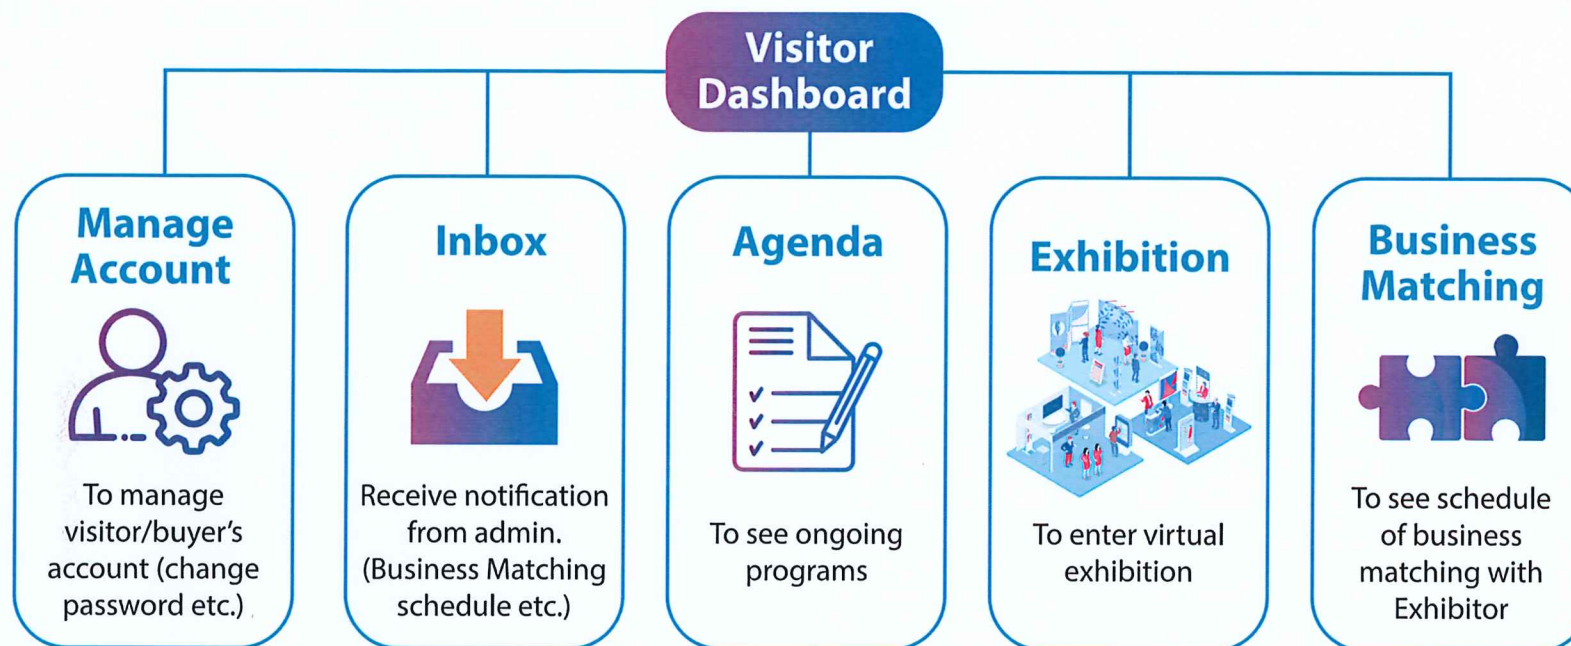 Visitor
Dashboard
Manage
Account
To manage
visitor/buyer's
account (change
password etc.)
Inbox
Receive notification
from admin.
(Business Matching
schedule etc.)
Agenda
To see ongoing
programs
Exhibition
To enter virtual
exhibition
Business
Matching
To see schedule
of business
matching with
Exhibitor